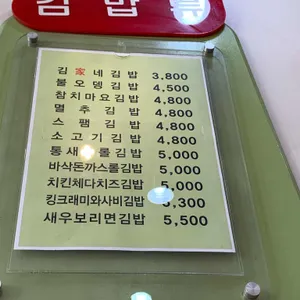 김밥
김家네김밥 3,800
불오뎅김밥 4,500
참치마요김밥 4,800
멸추김밥 4,800
스팸김밥 4,800
소고기김밥 4,800
통새 롤김밥 5,000
바삭돈까스롤김밥 5,000
치킨체다치즈김밥 5,000
킹크래미와사비김밥 5,300
새우보리면김밥 5,500